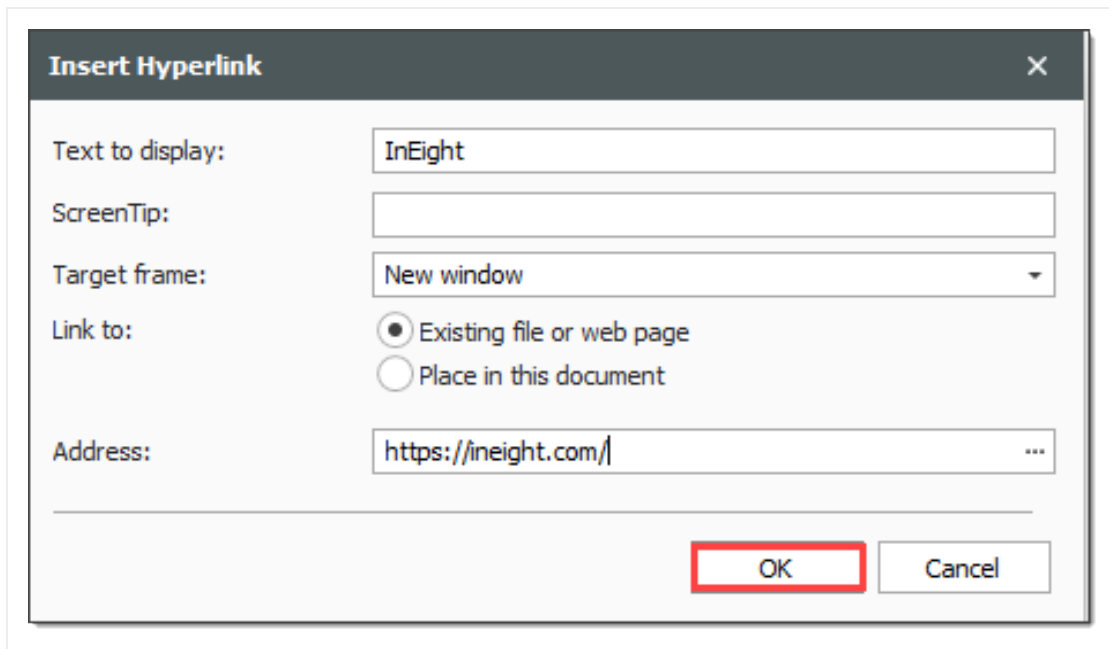 Insert Hyperlink
Text to display: InEight
ScreenTip:
Target frame: New window
Link to: Existing file or web page
Place in this document
Address: https://ineight.com/ ...
OK Cancel